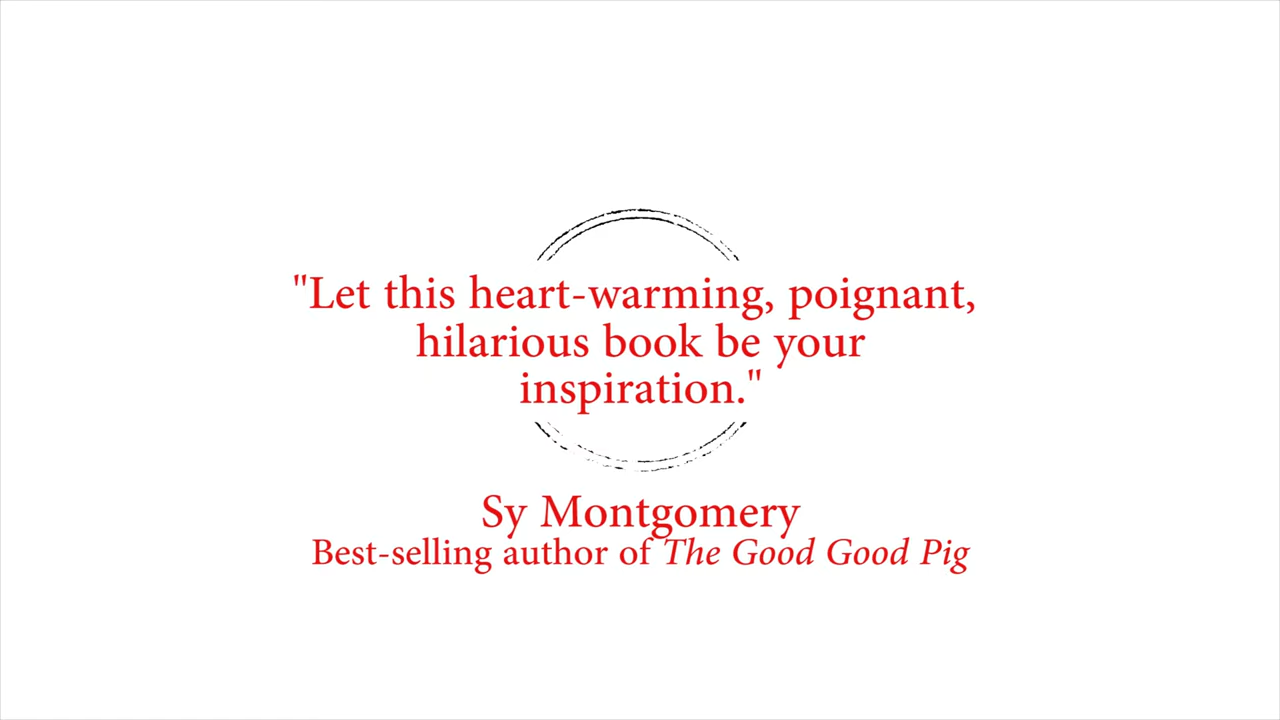 "Let this heart-warming, poignant,
hilarious book be your
inspiration."
Sy Montgomery
Best-selling author of The Good Good Pig